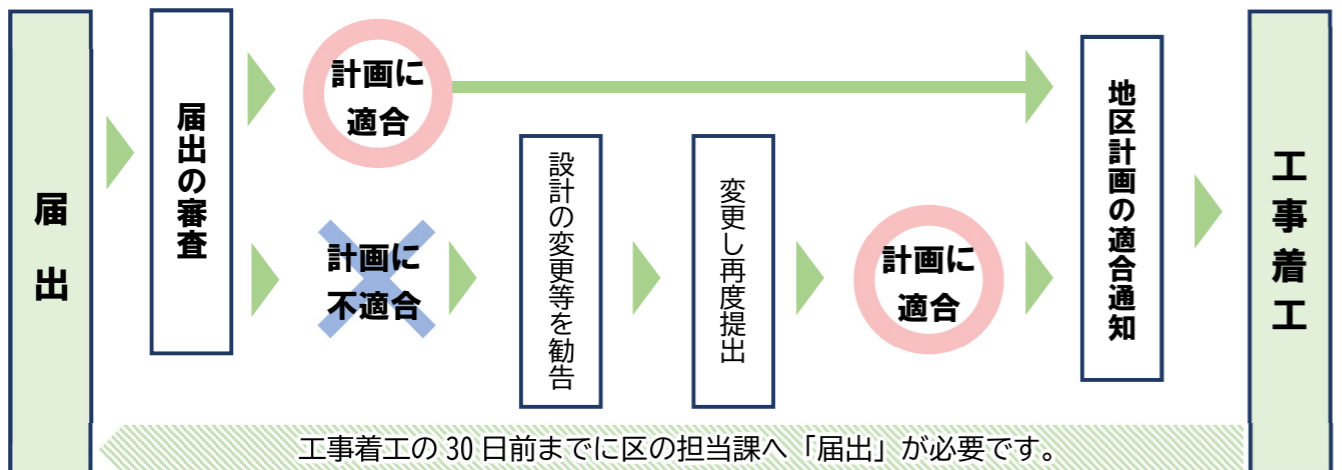 届出
届出の審査
計画に
適合
計画に
不適合
設計の変更等を勧告
変更し再度提出
計画に
適合
地区計画の適合通知
工事着工
工事着工の30日前までに区の担当課へ「届出」が必要です。